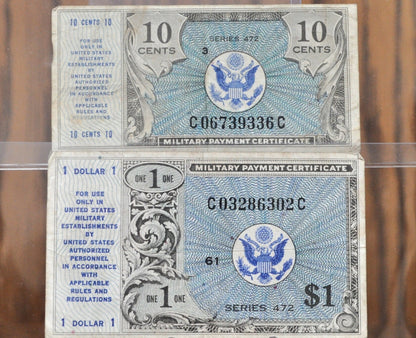 10 CENTS 10
FOR USE
ONLY IN
UNITED STATES
MILITARY
ESTABLISHMENTS
BY
UNITED STATES
AUTHORIZED
PERSONNEL
IN ACCORDANCE
WITH
APPLICABLE
RULES AND
REGULATIONS
10 CENTS 10
10
CENTS
SERIES 472
10
CENTS
3
C06739336C
MILITARY PAYMENT CERTIFICATE
1 DOLLAR 1
FOR USE
ONLY IN
UNITED STATES
MILITARY
ESTABLISHMENTS
BY
UNITED STATES
AUTHORIZED
PERSONNEL
IN ACCORDANCE
WITH
APPLICABLE
RULES AND
REGULATIONS
1 DOLLAR 1
MILITARY PAYMENT CERTIFICATE
ONE 1 ONE
C03286302C
61
ONE 1 ONE
SERIES 472
$1